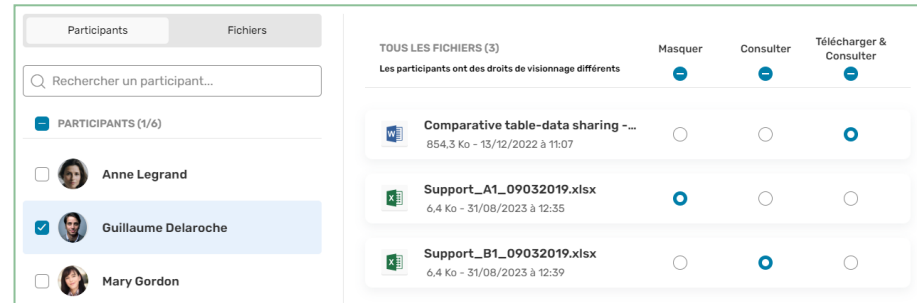 Participants
Fichiers
Rechercher un participant...
PARTICIPANTS (1/6)
Anne Legrand
Guillaume Delaroche
Mary Gordon
TOUS LES FICHIERS (3)
Les participants ont des droits de visionnage différents
Masquer
Consulter
Télécharger &
Consulter
Comparative table-data sharing -...
854,3 Ko - 13/12/2022 à 11:07
Support_A1_09032019.xlsx
6,4 Ko - 31/08/2023 à 12:35
Support_B1_09032019.xlsx
6,4 Ko - 31/08/2023 à 12:39